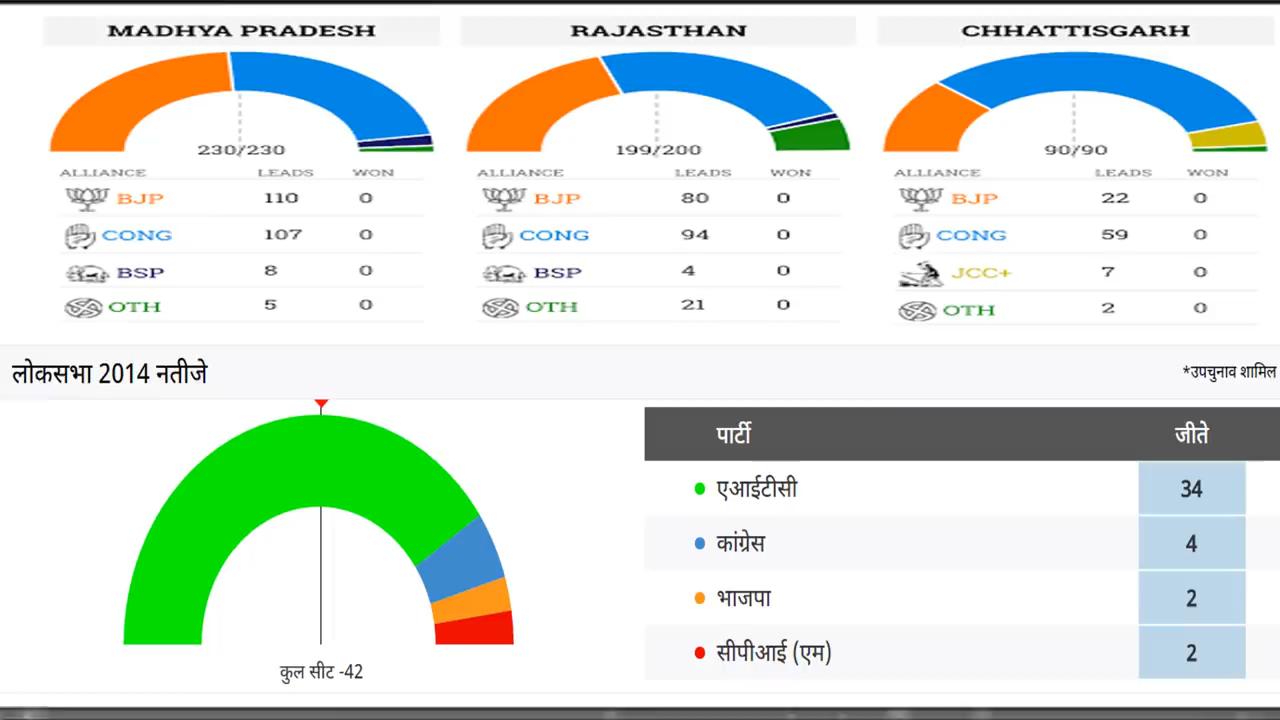 MADHYA PRADESH
230/230
ALLIANCE LEADS WON
BJP 110 0
CONG 107 0
BSP 8 0
OTH 5 0
RAJASTHAN
199/200
ALLIANCE LEADS WON
BJP 80 0
CONG 94 0
BSP 4 0
OTH 21 0
CHHATTISGARH
90/90
ALLIANCE LEADS WON
BJP 22 0
CONG 59 0
JCC+ 7 0
OTH 2 0
लोकसभा 2014 नतीजे
*उपचुनाव शामिल
कुल सीट -42
पार्टी जीते
एआईटीसी 34
कांग्रेस 4
भाजपा 2
सीपीआई (एम) 2